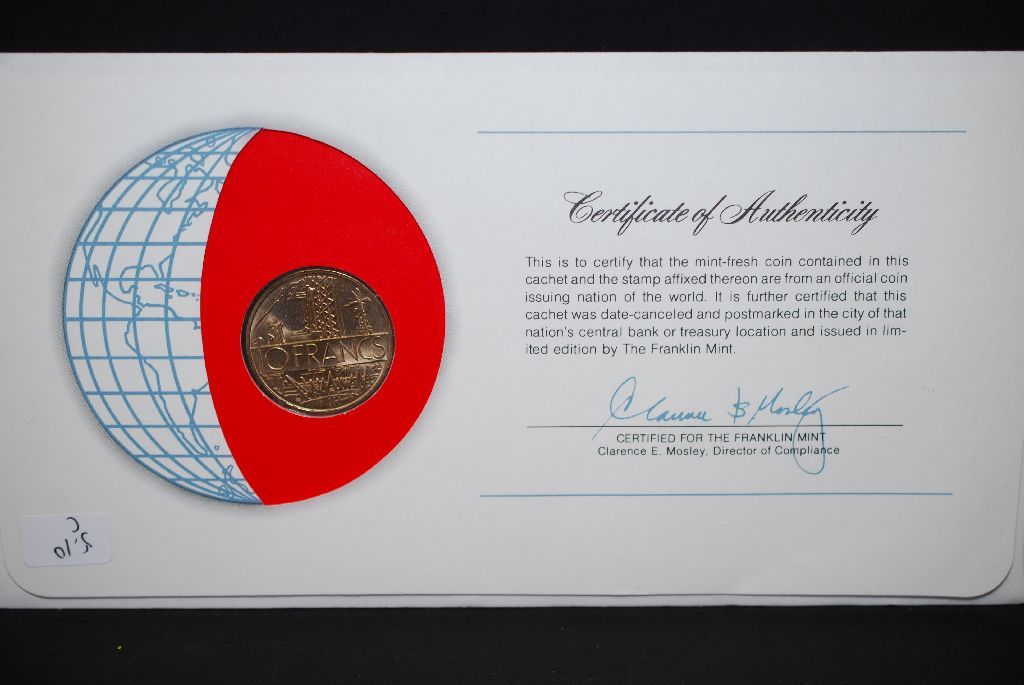 Certificate of Authenticity
This is to certify that the mint-fresh coin contained in this
cachet and the stamp affixed thereon are from an official coin
issuing nation of the world. It is further certified that this
cachet was date-canceled and postmarked in the city of that
nation's central bank or treasury location and issued in lim-
ited edition by The Franklin Mint.
CERTIFIED FOR THE FRANKLIN MINT
Clarence E. Mosley, Director of Compliance
10 FRANCS